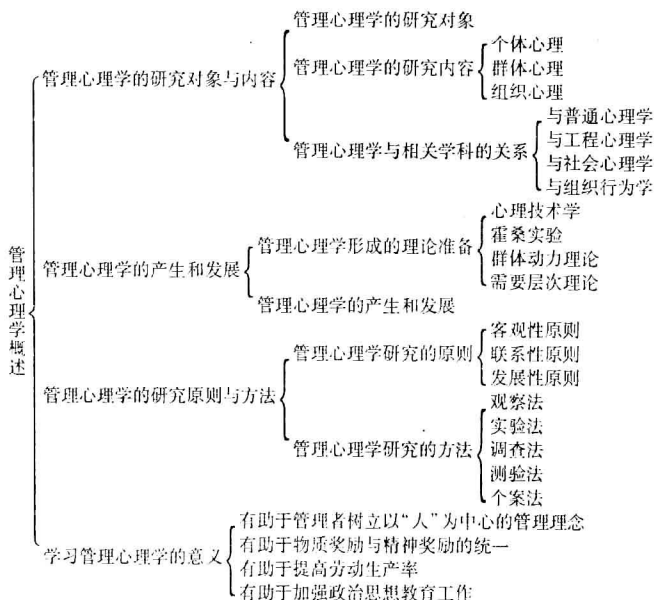 管理心理学概述
管理心理学的研究对象与内容
管理心理学的研究对象
管理心理学的研究内容
个体心理
群体心理
组织心理
管理心理学与相关学科的关系
与普通心理学
与工程心理学
与社会心理学
与组织行为学
管理心理学的产生和发展
管理心理学形成的理论准备
心理技术学
霍桑实验
群体动力理论
需要层次理论
管理心理学的产生和发展
管理心理学的研究原则与方法
管理心理学研究的原则
客观性原则
联系性原则
发展性原则
管理心理学研究的方法
观察法
实验法
调查法
测验法
个案法
学习管理心理学的意义
有助于管理者树立以“人”为中心的管理理念
有助于物质奖励与精神奖励的统一
有助于提高劳动生产率
有助于加强政治思想教育工作